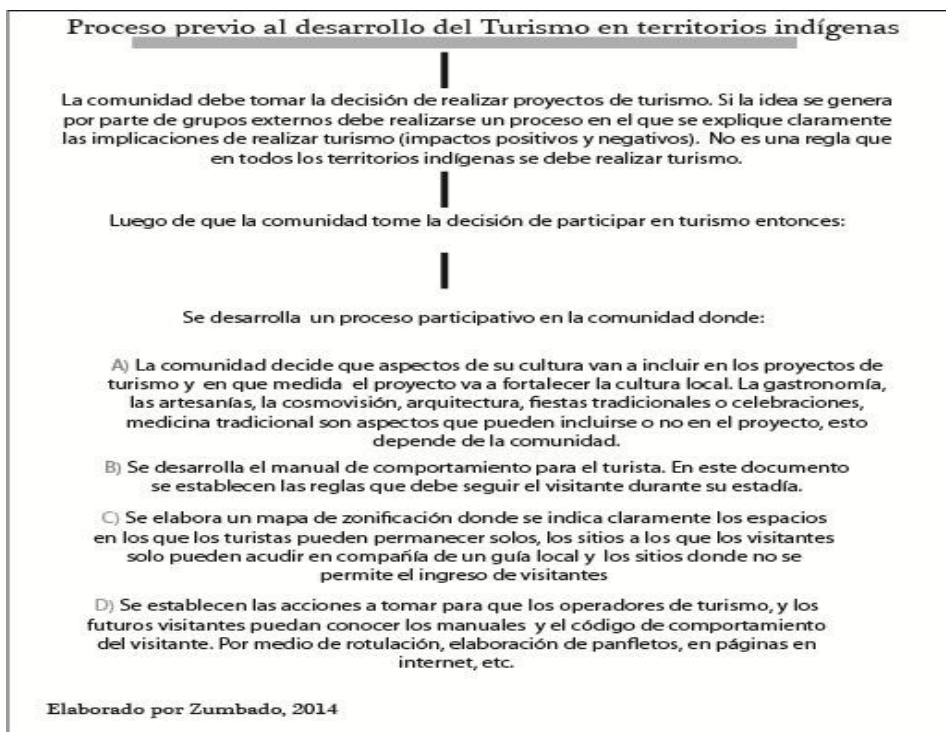 Proceso previo al desarrollo del Turismo en territorios indígenas
La comunidad debe tomar la decisión de realizar proyectos de turismo. Si la idea se genera
por parte de grupos externos debe realizarse un proceso en el que se explique claramente
las implicaciones de realizar turismo (impactos positivos y negativos). No es una regla que
en todos los territorios indígenas se debe realizar turismo.
Luego de que la comunidad tome la decisión de participar en turismo entonces:
Se desarrolla un proceso participativo en la comunidad donde:
A) La comunidad decide que aspectos de su cultura van a incluir en los proyectos de
turismo y en que medida el proyecto va a fortalecer la cultura local. La gastronomía,
las artesanías, la cosmovisión, arquitectura, fiestas tradicionales o celebraciones,
medicina tradicional son aspectos que pueden incluirse o no en el proyecto, esto
depende de la comunidad.
B) Se desarrolla el manual de comportamiento para el turista. En este documento
se establecen las reglas que debe seguir el visitante durante su estadía.
C) Se elabora un mapa de zonificación donde se indica claramente los espacios
en los que los turistas pueden permanecer solos, los sitios a los que los visitantes
solo pueden acudir en compañía de un guía local y los sitios donde no se
permite el ingreso de visitantes
D) Se establecen las acciones a tomar para que los operadores de turismo, y los
futuros visitantes puedan conocer los manuales y el código de comportamiento
del visitante. Por medio de rotulación, elaboración de panfletos, en páginas en
internet, etc.
Elaborado por Zumbado, 2014